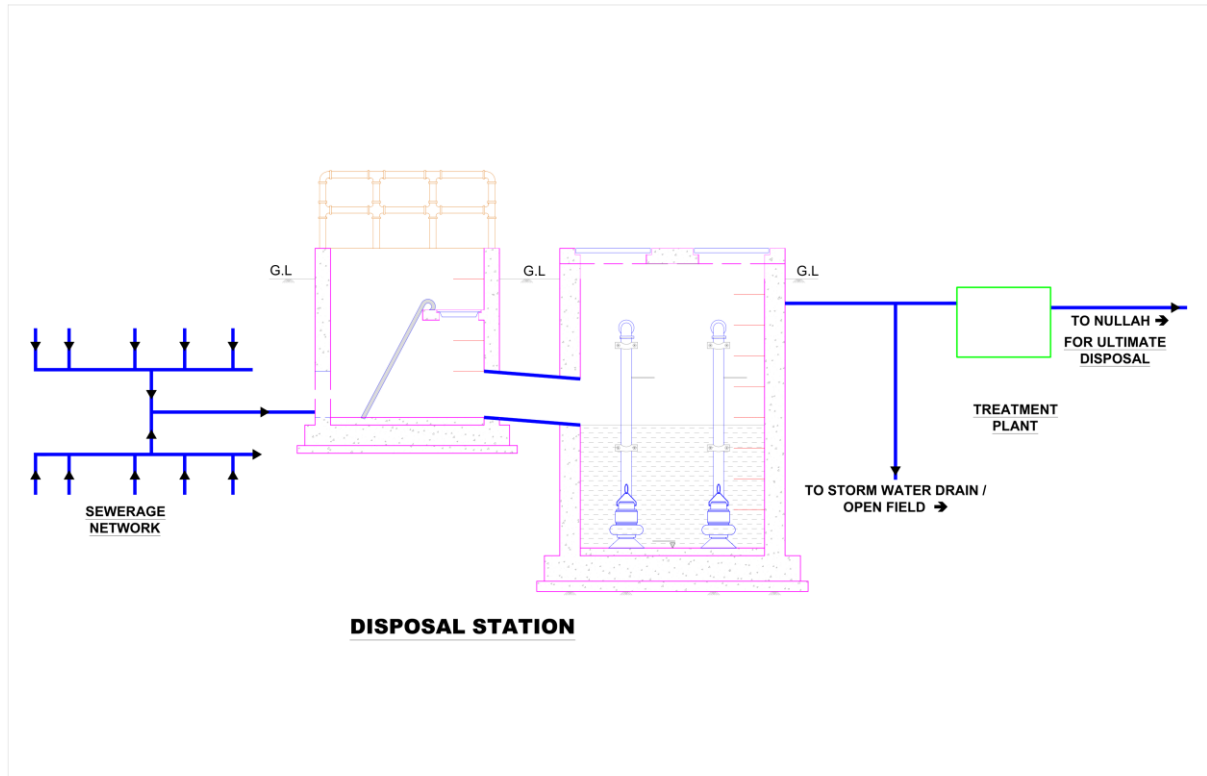 G.L
G.L
G.L
SEWERAGE
NETWORK
TO NULLAH ➔
FOR ULTIMATE
DISPOSAL
TREATMENT
PLANT
TO STORM WATER DRAIN /
OPEN FIELD ➔
DISPOSAL STATION